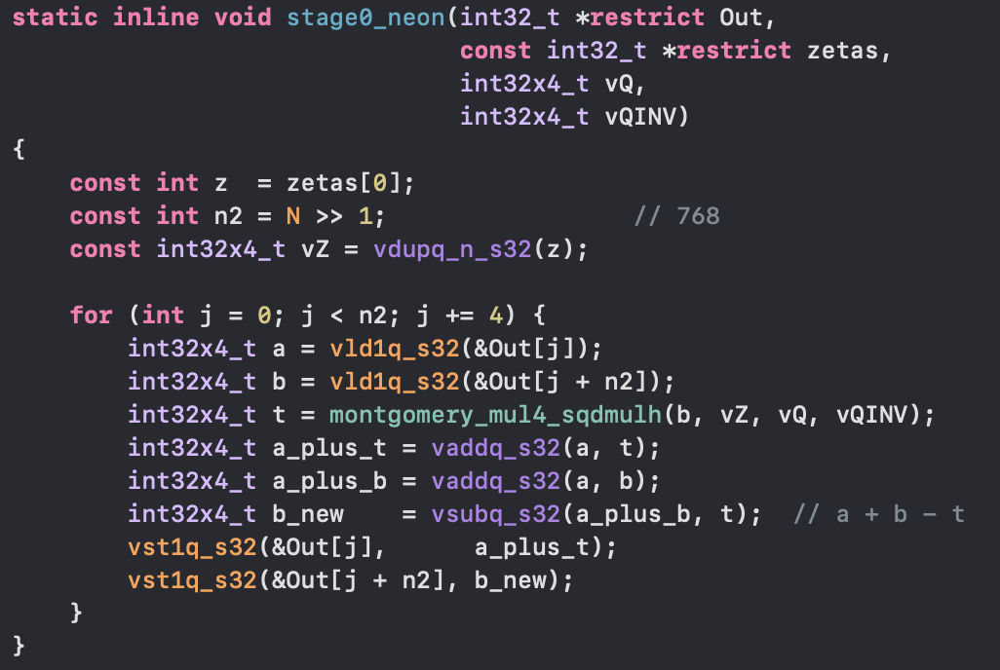 static inline void stage0_neon(int32_t *restrict Out,
                               const int32_t *restrict zetas,
                               int32x4_t vQ,
                               int32x4_t vQINV)
{
    const int z  = zetas[0];
    const int n2 = N >> 1;                 // 768
    const int32x4_t vZ = vdupq_n_s32(z);

    for (int j = 0; j < n2; j += 4) {
        int32x4_t a = vld1q_s32(&Out[j]);
        int32x4_t b = vld1q_s32(&Out[j + n2]);
        int32x4_t t = montgomery_mul4_sqdmulh(b, vZ, vQ, vQINV);
        int32x4_t a_plus_t = vaddq_s32(a, t);
        int32x4_t a_plus_b = vaddq_s32(a, b);
        int32x4_t b_new    = vsubq_s32(a_plus_b, t);  // a + b − t
        vst1q_s32(&Out[j],      a_plus_t);
        vst1q_s32(&Out[j + n2], b_new);
    }
}